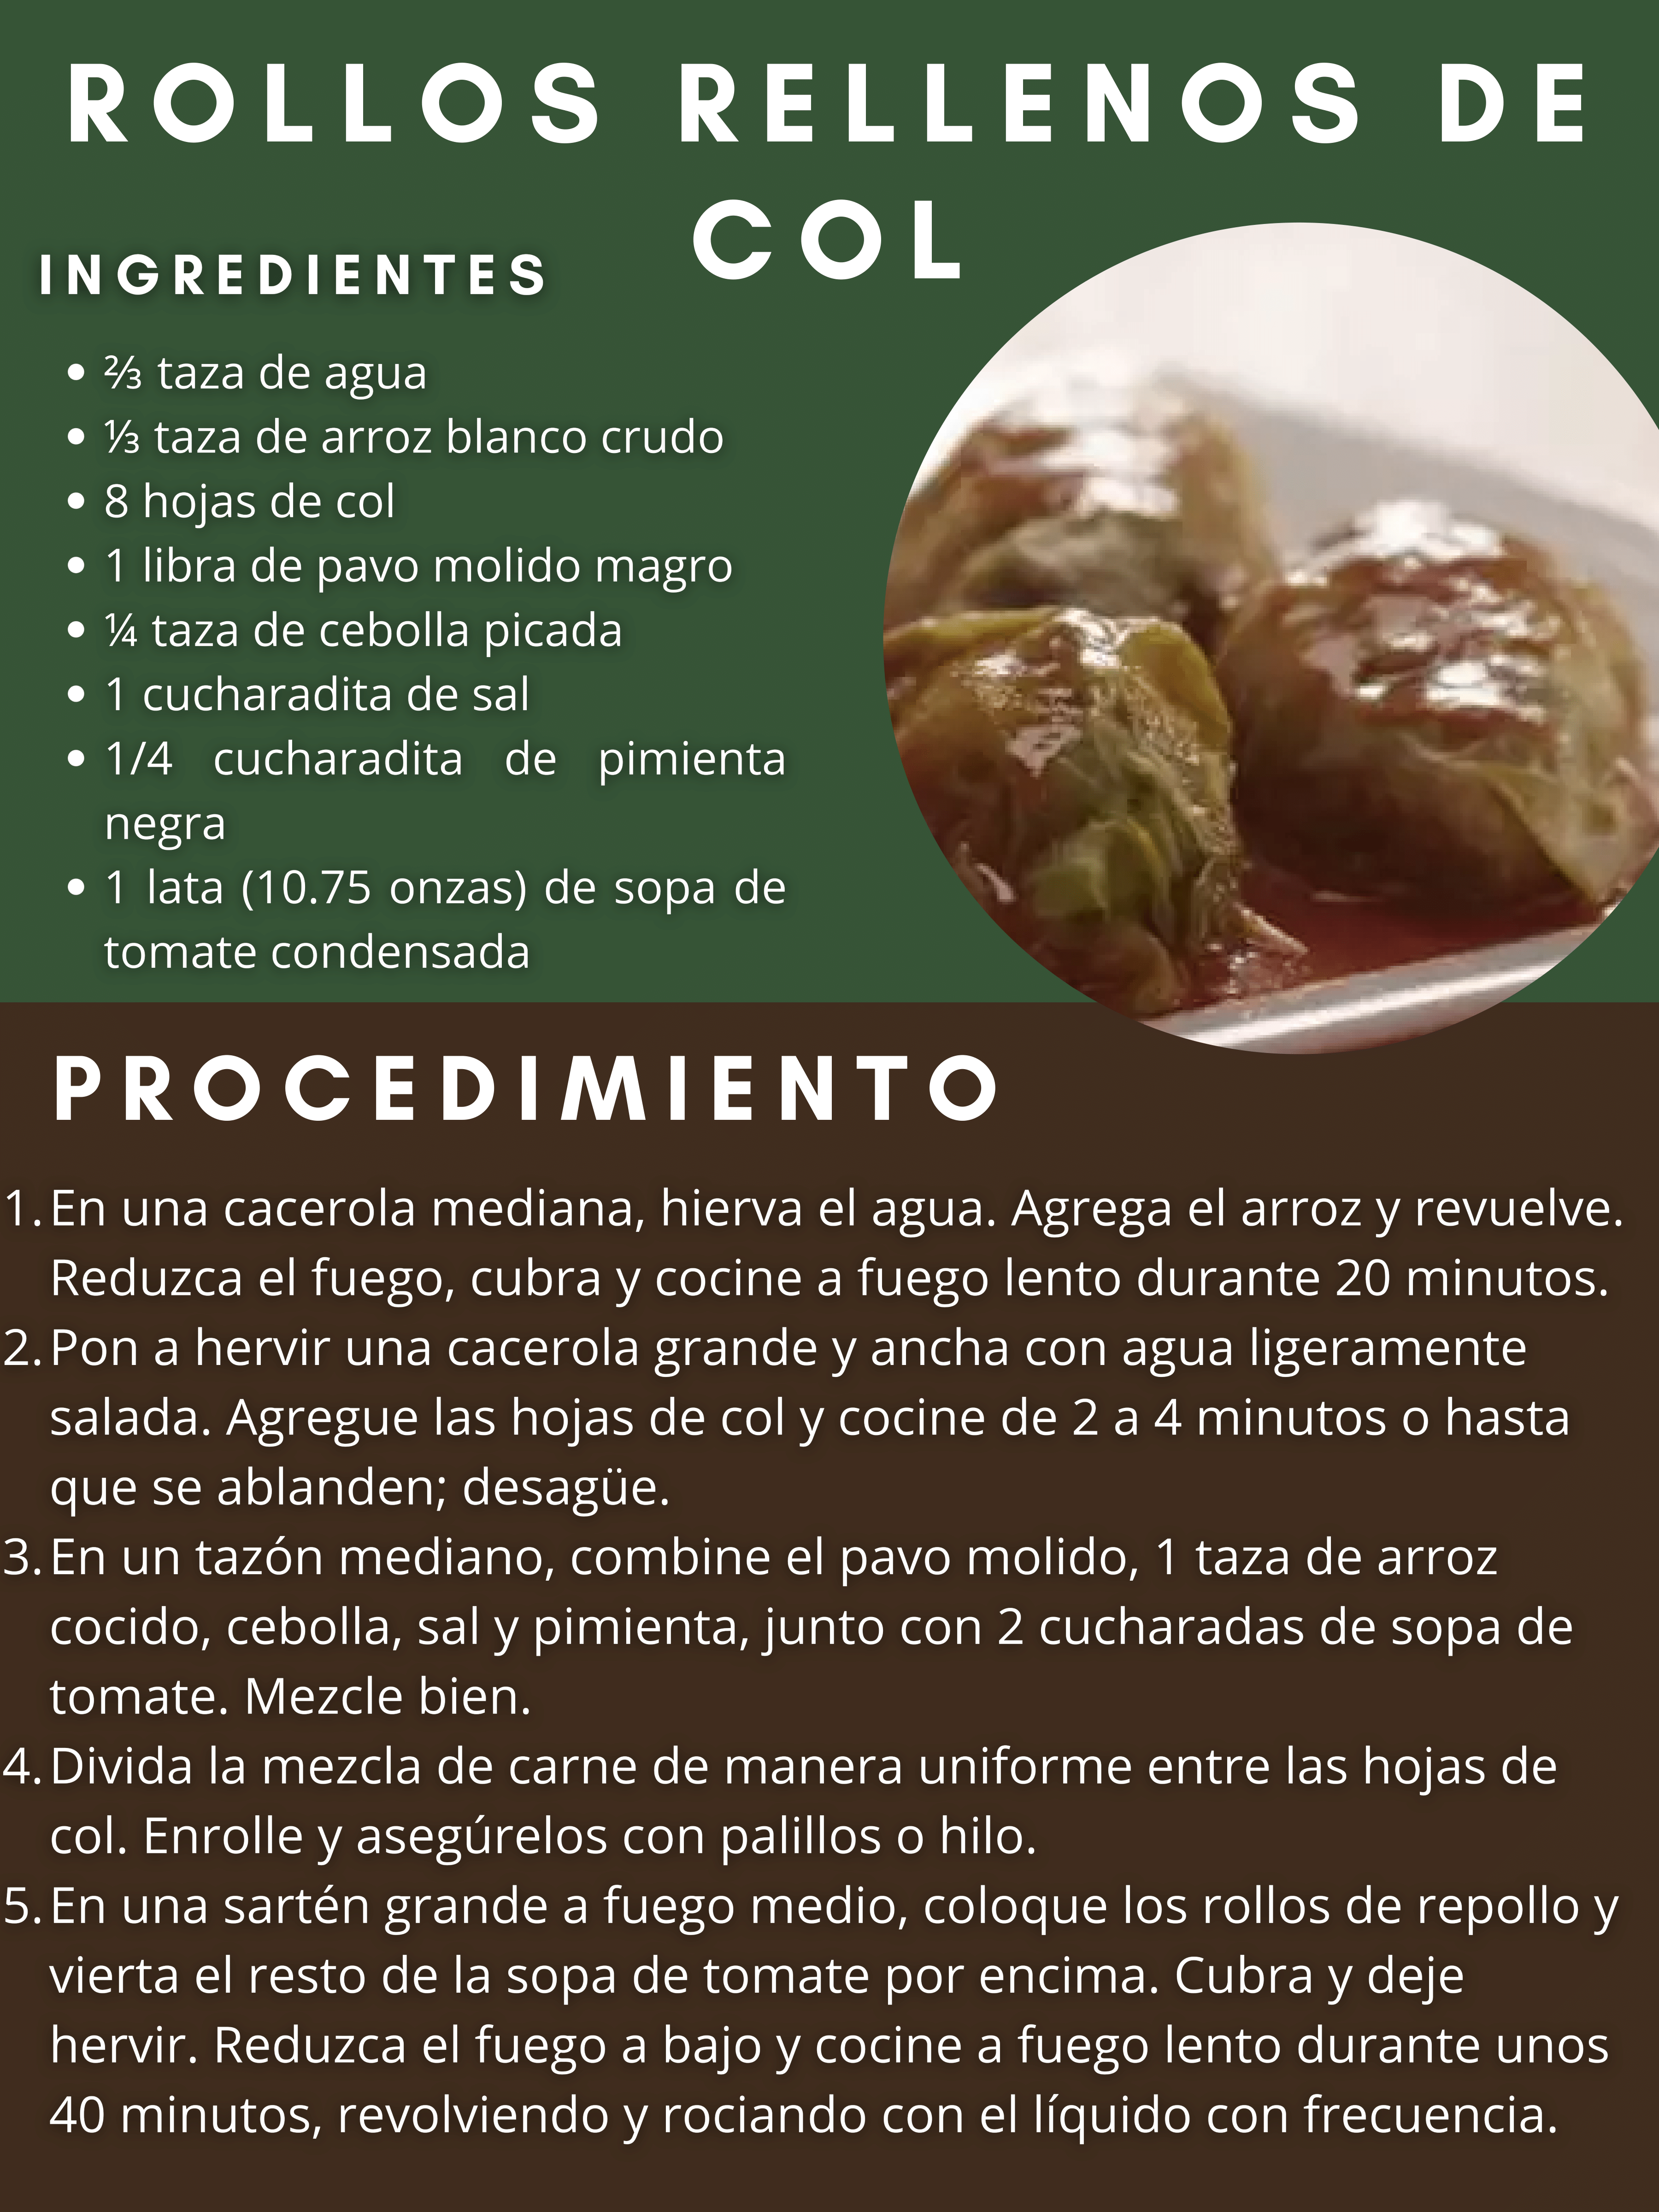 ROLLOS RELLENOS DE
COL
INGREDIENTES
• ⅔ taza de agua
• ⅓ taza de arroz blanco crudo
• 8 hojas de col
• 1 libra de pavo molido magro
• ¼ taza de cebolla picada
• 1 cucharadita de sal
• 1/4 cucharadita de pimienta
negra
• 1 lata (10.75 onzas) de sopa de
tomate condensada
PROCEDIMIENTO
1. En una cacerola mediana, hierva el agua. Agrega el arroz y revuelve.
Reduzca el fuego, cubra y cocine a fuego lento durante 20 minutos.
2. Pon a hervir una cacerola grande y ancha con agua ligeramente
salada. Agregue las hojas de col y cocine de 2 a 4 minutos o hasta
que se ablanden; desagüe.
3. En un tazón mediano, combine el pavo molido, 1 taza de arroz
cocido, cebolla, sal y pimienta, junto con 2 cucharadas de sopa de
tomate. Mezcle bien.
4. Divida la mezcla de carne de manera uniforme entre las hojas de
col. Enrolle y asegúrelos con palillos o hilo.
5. En una sartén grande a fuego medio, coloque los rollos de repollo y
vierta el resto de la sopa de tomate por encima. Cubra y deje
hervir. Reduzca el fuego a bajo y cocine a fuego lento durante unos
40 minutos, revolviendo y rociando con el líquido con frecuencia.